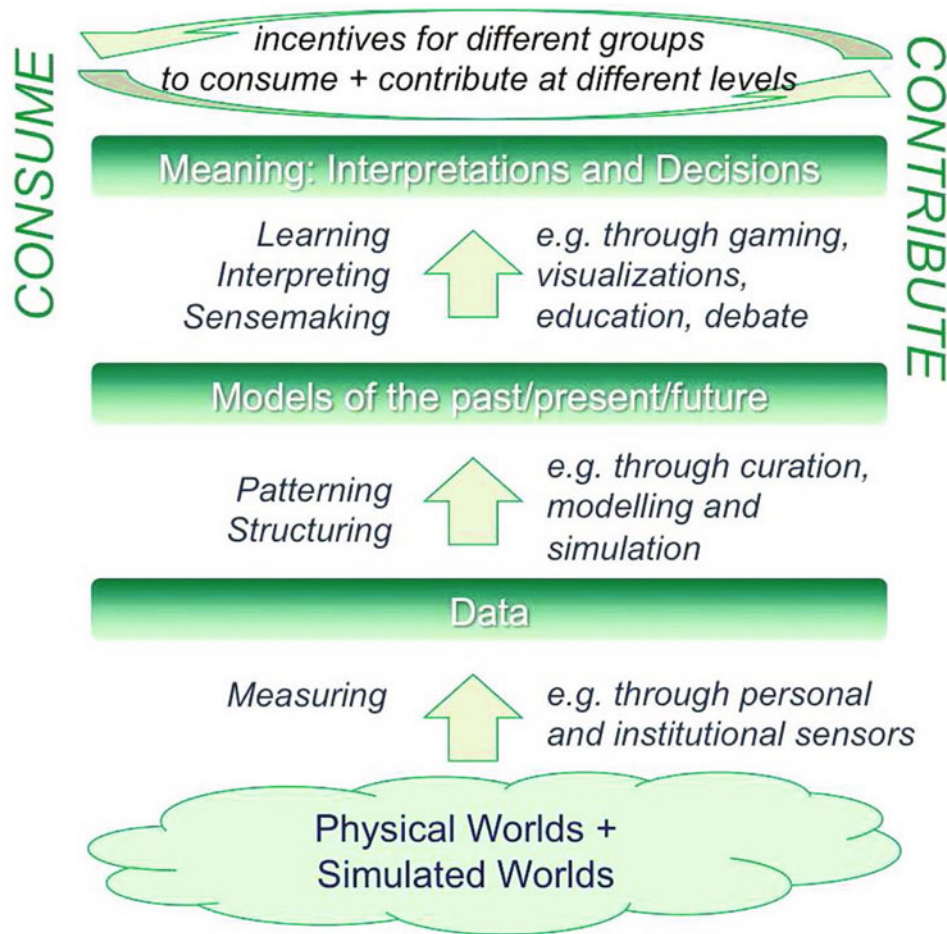 CONSUME
incentives for different groups
to consume + contribute at different levels
CONTRIBUTE
Meaning: Interpretations and Decisions
Learning
Interpreting
Sensemaking
e.g. through gaming,
visualizations,
education, debate
Models of the past/present/future
Patterning
Structuring
e.g. through curation,
modelling and
simulation
Data
Measuring
e.g. through personal
and institutional sensors
Physical Worlds +
Simulated Worlds